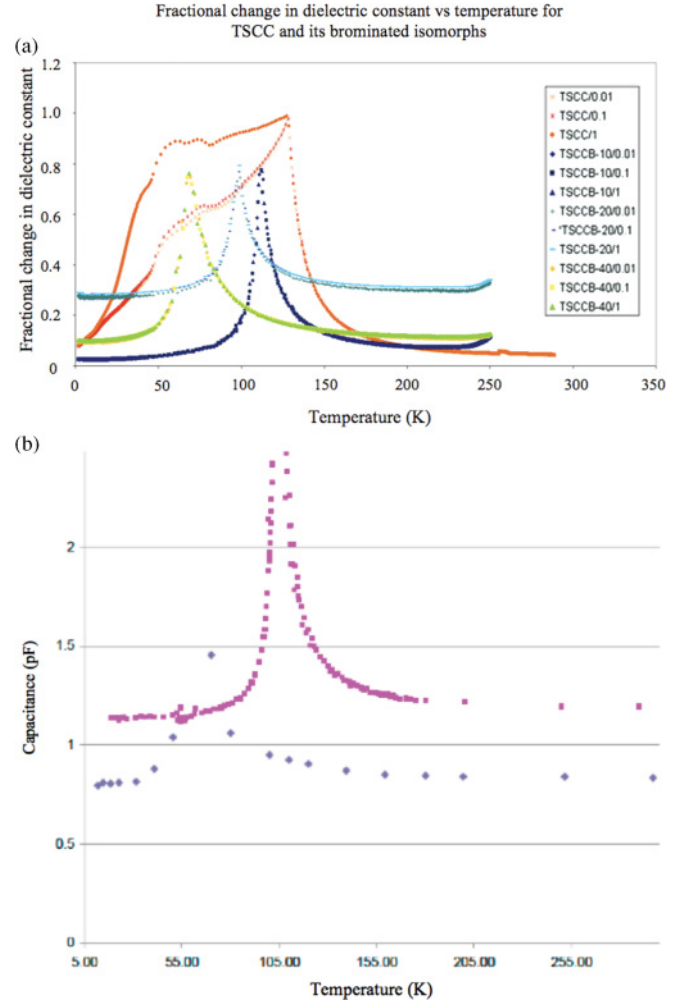 Fractional change in dielectric constant vs temperature for
TSCC and its brominated isomorphs
(a)
Fractional change in dielectric constant
1.2
1.0
0.8
0.6
0.4
0.2
0
0
50
100
150
200
250
300
350
Temperature (K)
TSCC/0.01
TSCC/0.1
TSCC/1
TSCCB-10/0.01
TSCCB-10/0.1
TSCCB-10/1
TSCCB-20/0.01
'TSCCB-20/0.1
TSCCB-20/1
TSCCB-40/0.01
TSCCB-40/0.1
TSCCB-40/1
(b)
Capacitance (pF)
2
1.5
1
0.5
0
5.00
55.00
105.00
155.00
205.00
255.00
Temperature (K)